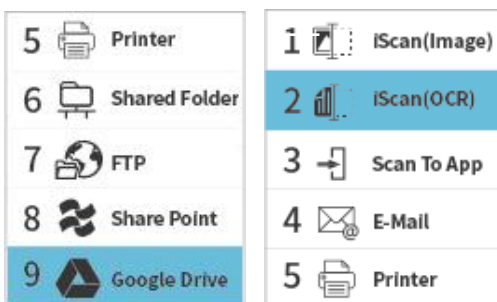 5 Printer
6 Shared Folder
7 FTP
8 Share Point
9 Google Drive
1 iScan(Image)
2 iScan(OCR)
3 Scan To App
4 E-Mail
5 Printer